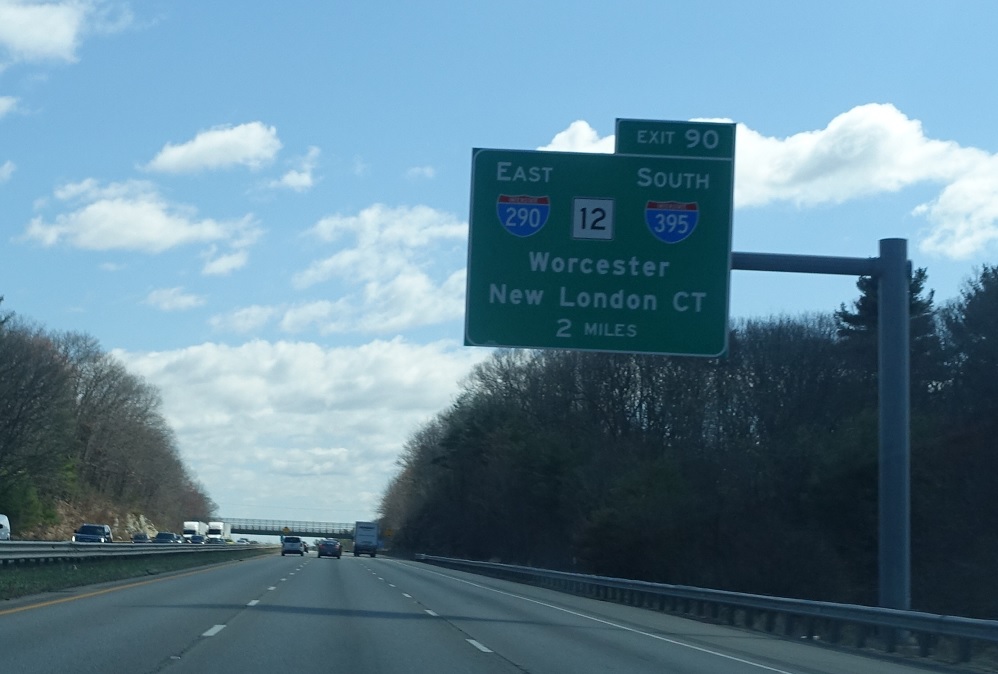 EXIT 90
EAST SOUTH
290 12 395
Worcester
New London CT
2 MILES